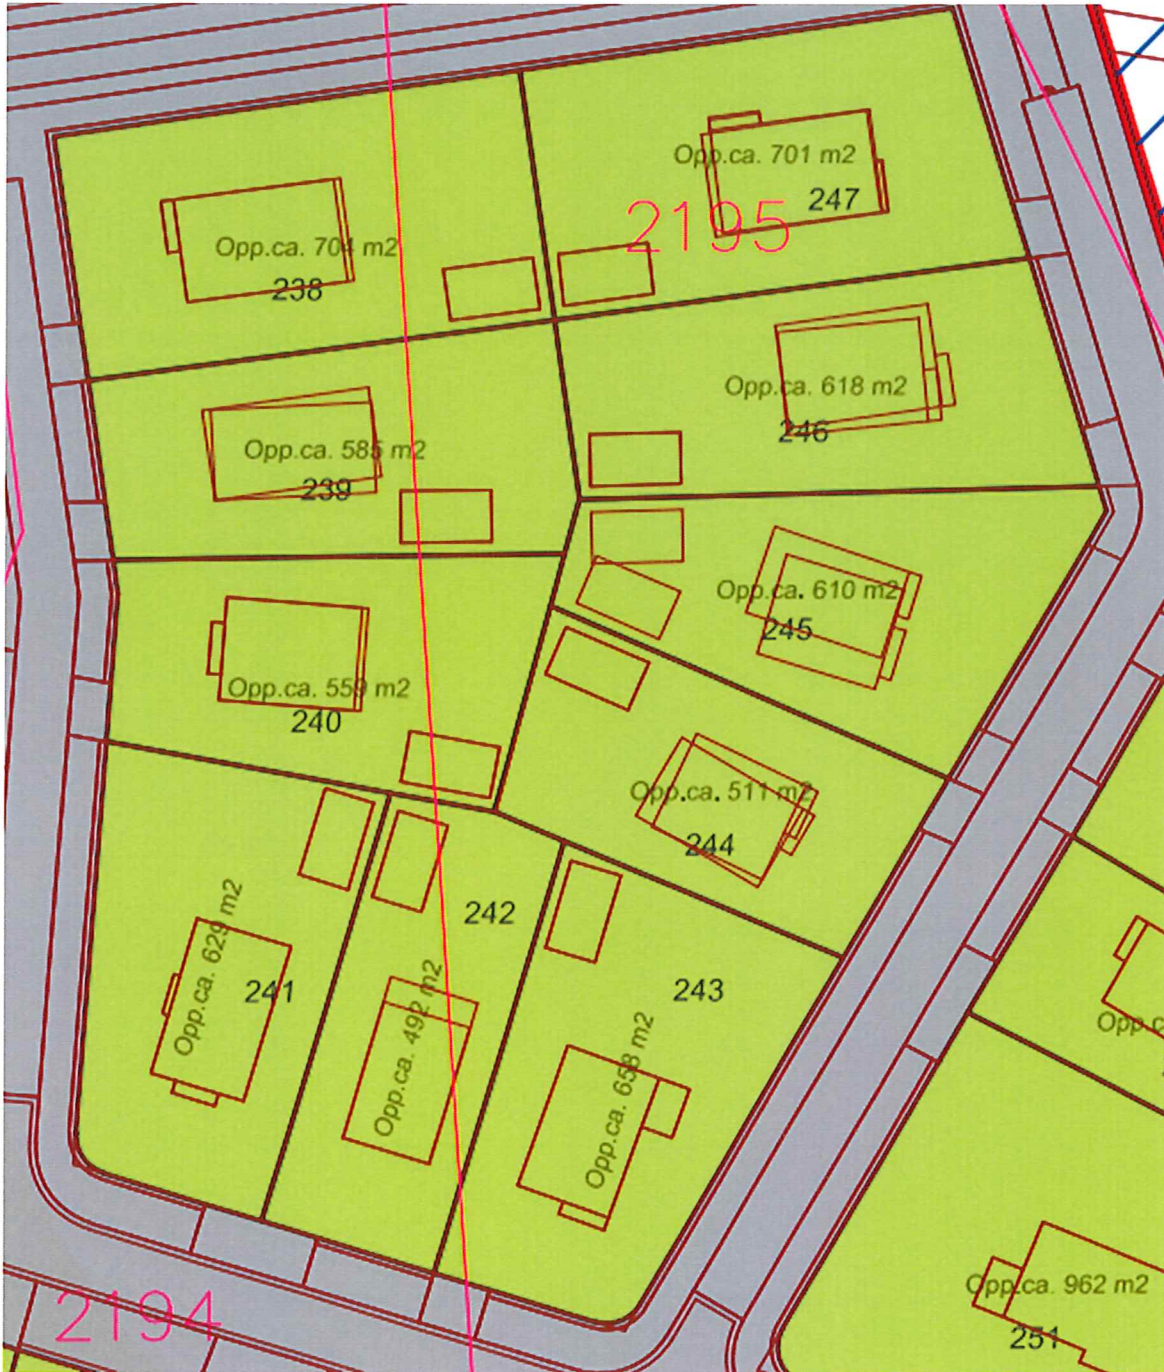 Opp.ca. 701 m2
247
2195
Opp.ca. 704 m2
238
Opp.ca. 618 m2
246
Opp.ca. 585 m2
239
Opp.ca. 610 m2
245
Opp.ca. 559 m2
240
Opp.ca. 511 m2
244
242
Opp.ca. 629 m2
241
Opp.ca. 492 m2
243
Opp.ca. 658 m2
Opp.c
Opp.ca. 962 m2
251
2194